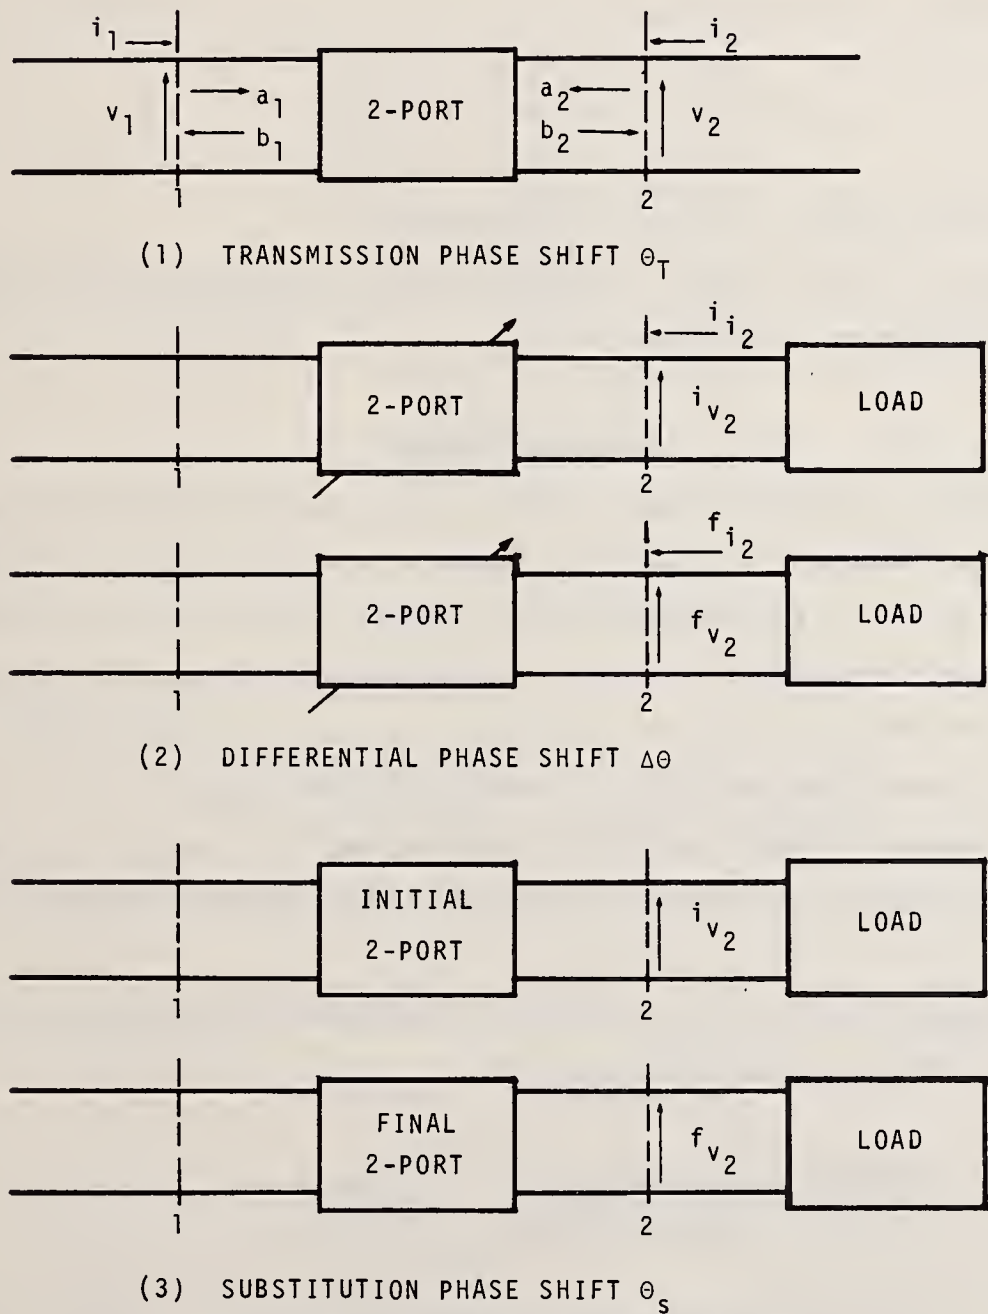 i₁ i₂
v₁ a₁ b₁ 2-PORT a₂ b₂ v₂
1 2
(1) TRANSMISSION PHASE SHIFT Θ_T
ⁱi₂
2-PORT ⁱv₂ LOAD
1 2
ᶠi₂
2-PORT ᶠv₂ LOAD
1 2
(2) DIFFERENTIAL PHASE SHIFT ΔΘ
INITIAL
2-PORT ⁱv₂ LOAD
1 2
FINAL
2-PORT ᶠv₂ LOAD
1 2
(3) SUBSTITUTION PHASE SHIFT Θ_s